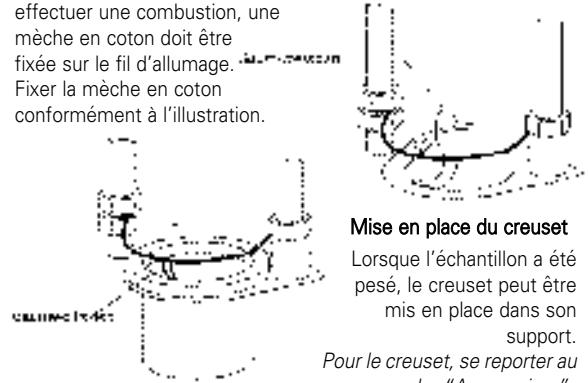 effectuer une combustion, une
mèche en coton doit être
fixée sur le fil d'allumage.
Fixer la mèche en coton
conformément à l'illustration.
Mise en place du creuset
Lorsque l'échantillon a été
pesé, le creuset peut être
mis en place dans son
support.
Pour le creuset, se reporter au